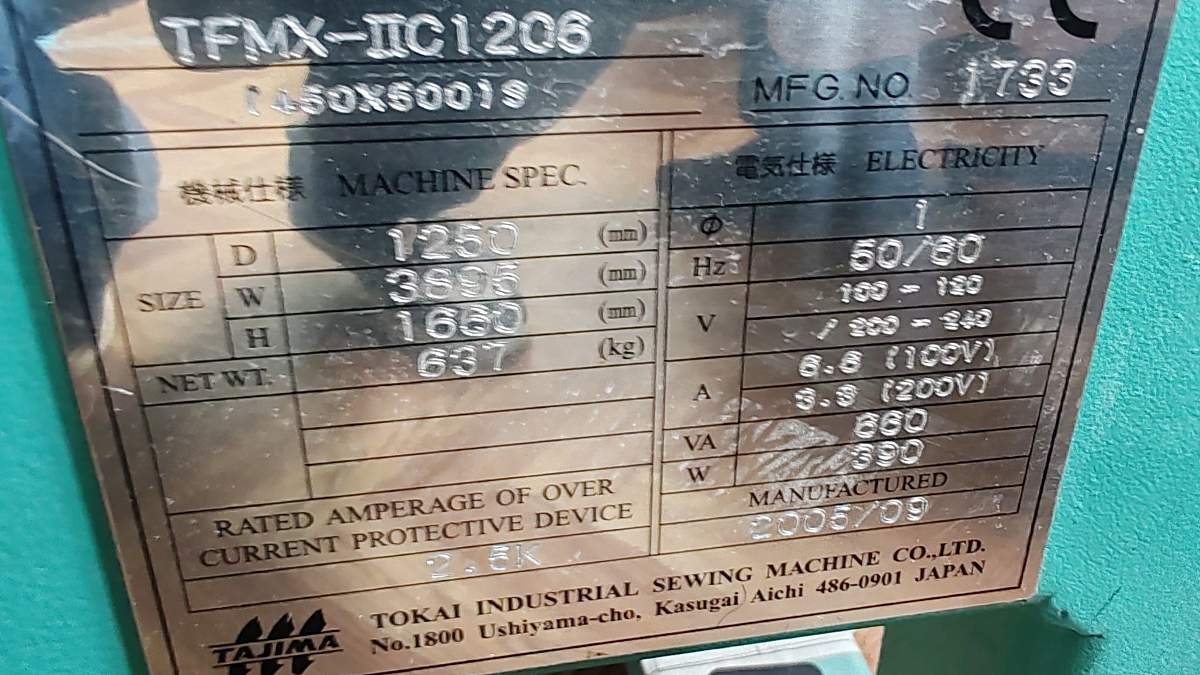 TFMX-IIC1206
(450X500)S
MFG. NO. 1733
機械仕様 MACHINE SPEC.
SIZE
D 1250 (mm)
W 3895 (mm)
H 1660 (mm)
NET WT. 637 (kg)
RATED AMPERAGE OF OVER
CURRENT PROTECTIVE DEVICE
2.5K
電気仕様 ELECTRICITY
Φ 1
Hz 50/60
V 100 - 120
/ 200 - 240
A 6.6 (100V)
3.3 (200V)
VA 660
W 390
MANUFACTURED
2005/09
TAJIMA
TOKAI INDUSTRIAL SEWING MACHINE CO.,LTD.
No.1800 Ushiyama-cho, Kasugai Aichi 486-0901 JAPAN